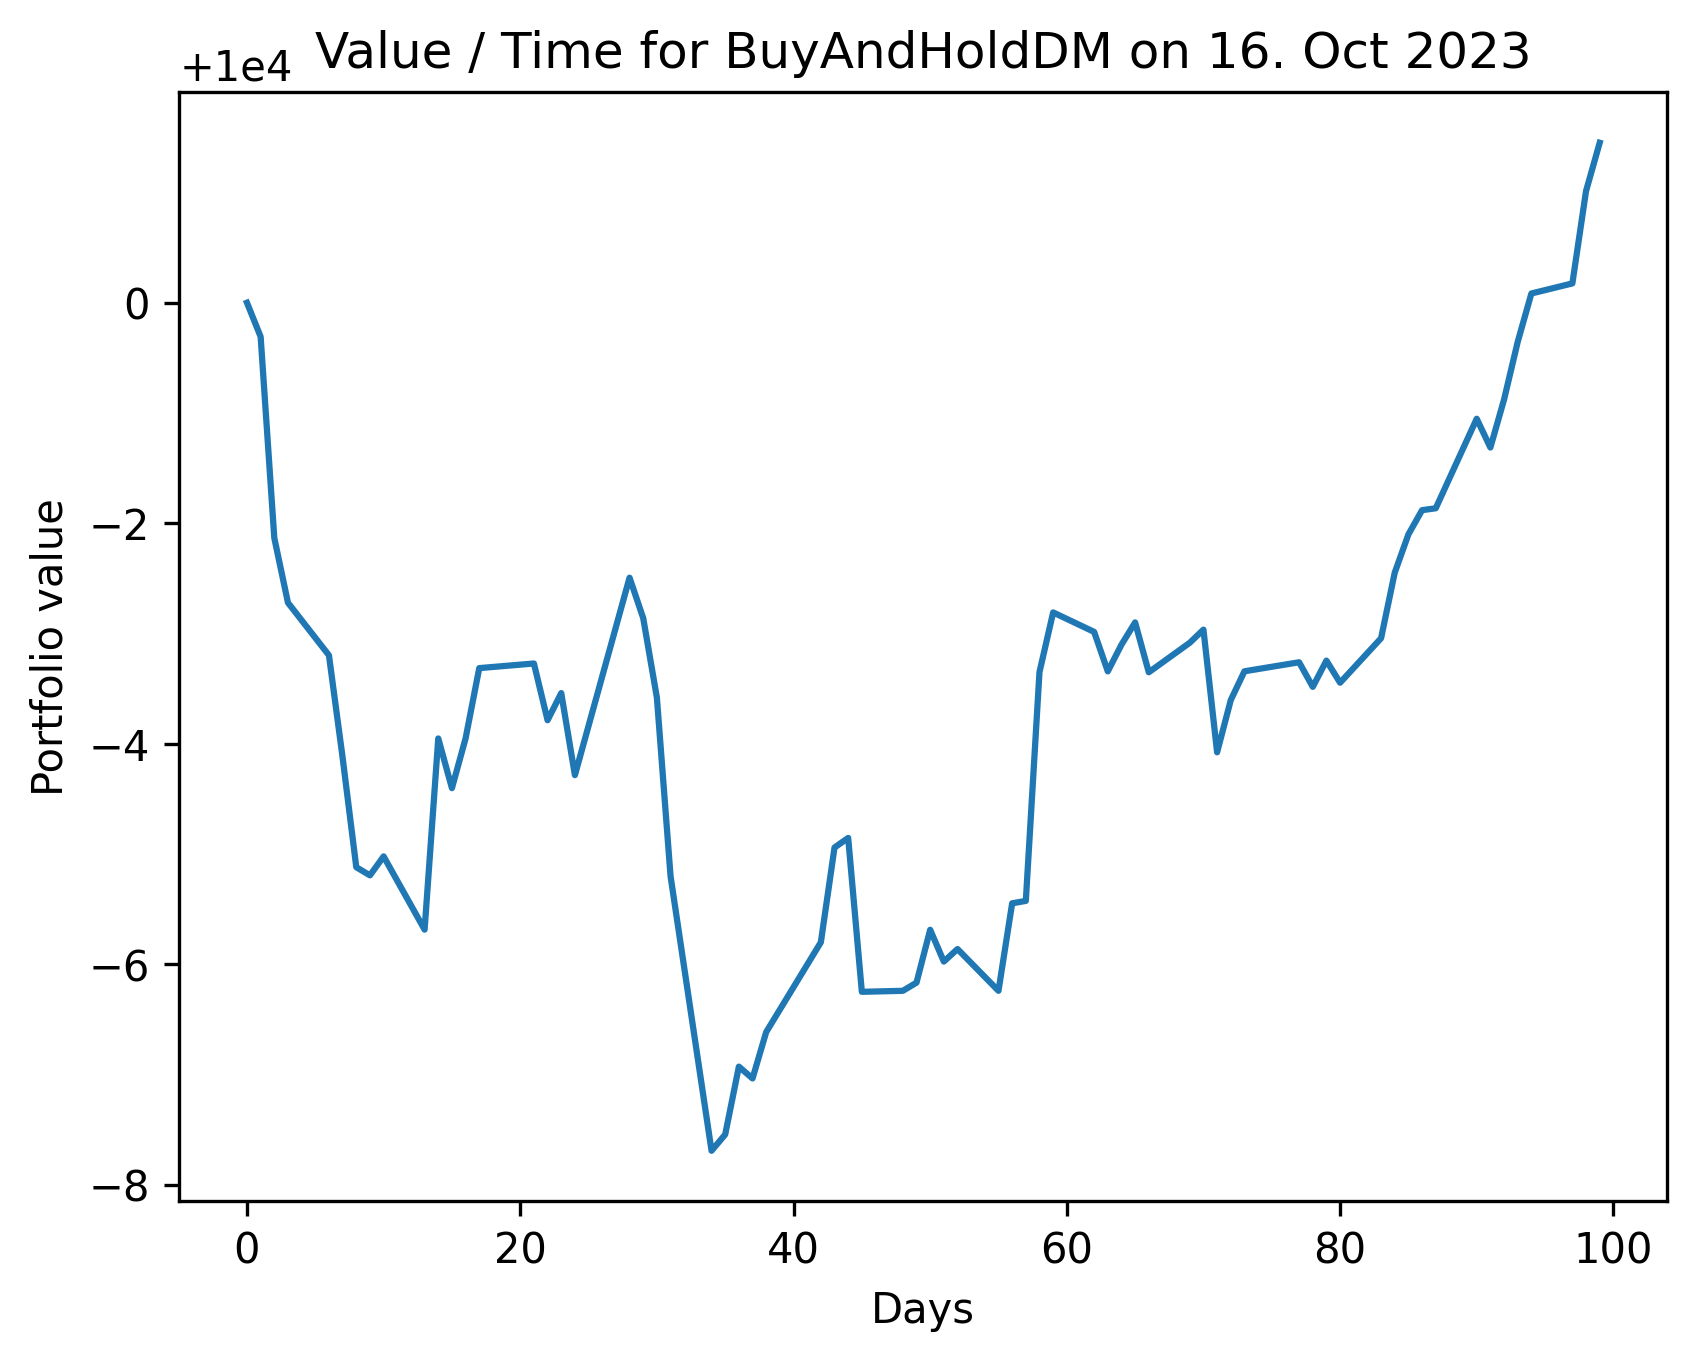 Value / Time for BuyAndHoldDM on 16. Oct 2023
+1e4
0
−2
−4
−6
−8
Portfolio value
0 20 40 60 80 100
Days